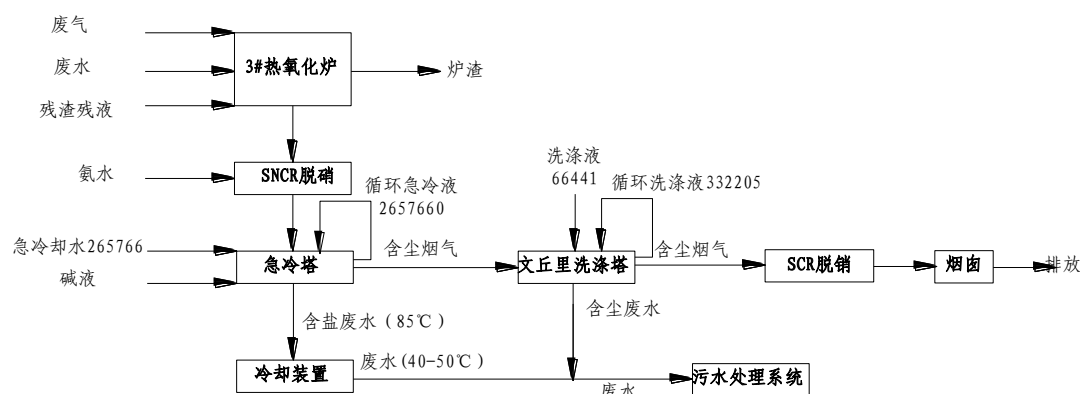 废气
废水
残渣残液
3#热氧化炉
炉渣
氨水
SNCR脱硝
循环急冷液
2657660
洗涤液
66441
循环洗涤液332205
急冷却水265766
碱液
急冷塔
含尘烟气
文丘里洗涤塔
含尘烟气
SCR脱销
烟囱
排放
含盐废水（85℃）
含尘废水
冷却装置
废水(40-50℃)
废水
污水处理系统